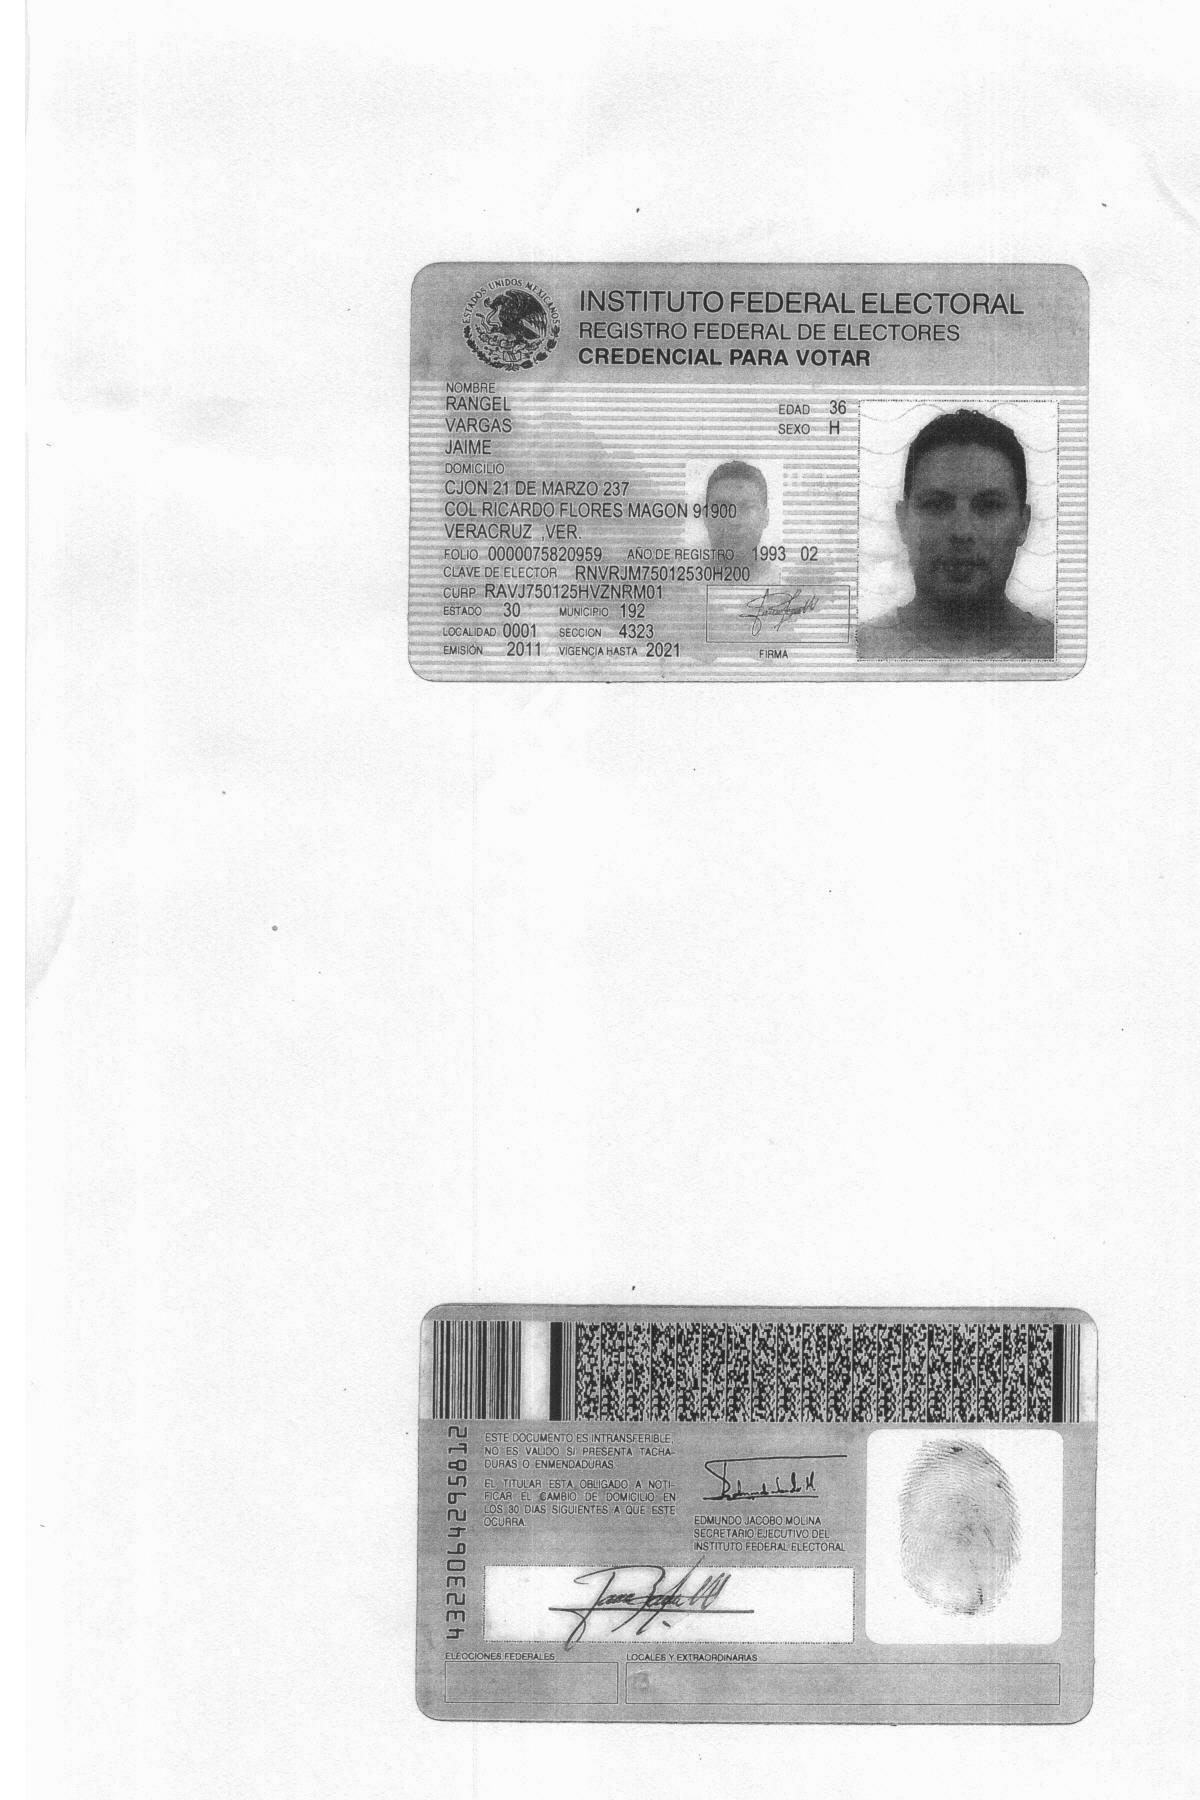 ESTADOS UNIDOS MEXICANOS
INSTITUTO FEDERAL ELECTORAL
REGISTRO FEDERAL DE ELECTORES
CREDENCIAL PARA VOTAR
NOMBRE
RANGEL
VARGAS
JAIME
EDAD 36
SEXO H
DOMICILIO
CJON 21 DE MARZO 237
COL RICARDO FLORES MAGON 91900
VERACRUZ ,VER.
FOLIO 0000075820959 AÑO DE REGISTRO 1993 02
CLAVE DE ELECTOR RNVRJM75012530H200
CURP RAVJ750125HVZNRM01
ESTADO 30 MUNICIPIO 192
LOCALIDAD 0001 SECCION 4323
EMISIÓN 2011 VIGENCIA HASTA 2021
FIRMA
4323064295812
ESTE DOCUMENTO ES INTRANSFERIBLE,
NO ES VALIDO SI PRESENTA TACHA-
DURAS O ENMENDADURAS.
EL TITULAR ESTA OBLIGADO A NOTI-
FICAR EL CAMBIO DE DOMICILIO EN
LOS 30 DIAS SIGUIENTES A QUE ESTE
OCURRA.
EDMUNDO JACOBO MOLINA
SECRETARIO EJECUTIVO DEL
INSTITUTO FEDERAL ELECTORAL
ELECCIONES FEDERALES
LOCALES Y EXTRAORDINARIAS